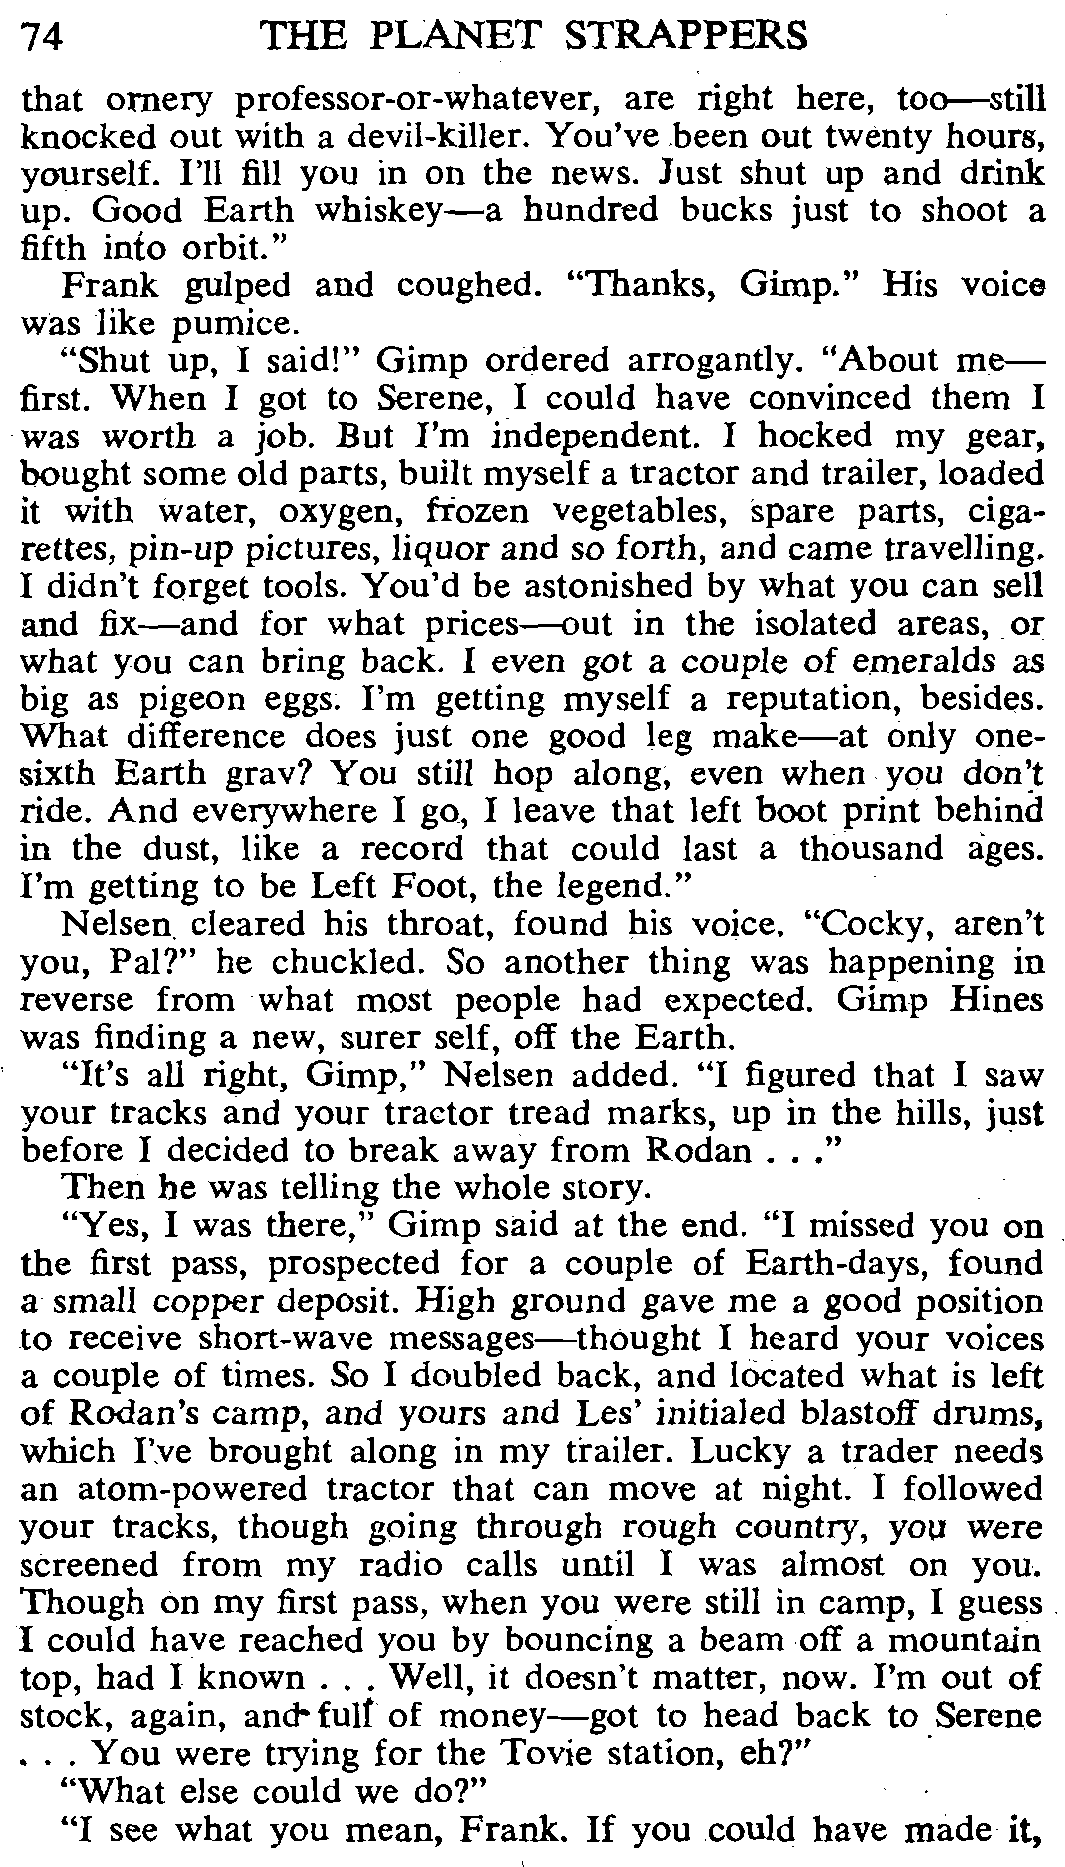 74 THE PLANET STRAPPERS
that ornery professor-or-whatever, are right here, too—still
knocked out with a devil-killer. You've been out twenty hours,
yourself. I'll fill you in on the news. Just shut up and drink
up. Good Earth whiskey—a hundred bucks just to shoot a
fifth into orbit."
Frank gulped and coughed. "Thanks, Gimp." His voice
was like pumice.
"Shut up, I said!" Gimp ordered arrogantly. "About me—
first. When I got to Serene, I could have convinced them I
was worth a job. But I'm independent. I hocked my gear,
bought some old parts, built myself a tractor and trailer, loaded
it with water, oxygen, frozen vegetables, spare parts, ciga-
rettes, pin-up pictures, liquor and so forth, and came travelling.
I didn't forget tools. You'd be astonished by what you can sell
and fix—and for what prices—out in the isolated areas, or
what you can bring back. I even got a couple of emeralds as
big as pigeon eggs. I'm getting myself a reputation, besides.
What difference does just one good leg make—at only one-
sixth Earth grav? You still hop along, even when you don't
ride. And everywhere I go, I leave that left boot print behind
in the dust, like a record that could last a thousand ages.
I'm getting to be Left Foot, the legend."
Nelsen cleared his throat, found his voice. "Cocky, aren't
you, Pal?" he chuckled. So another thing was happening in
reverse from what most people had expected. Gimp Hines
was finding a new, surer self, off the Earth.
"It's all right, Gimp," Nelsen added. "I figured that I saw
your tracks and your tractor tread marks, up in the hills, just
before I decided to break away from Rodan . . ."
Then he was telling the whole story.
"Yes, I was there," Gimp said at the end. "I missed you on
the first pass, prospected for a couple of Earth-days, found
a small copper deposit. High ground gave me a good position
to receive short-wave messages—thought I heard your voices
a couple of times. So I doubled back, and located what is left
of Rodan's camp, and yours and Les' initialed blastoff drums,
which I've brought along in my trailer. Lucky a trader needs
an atom-powered tractor that can move at night. I followed
your tracks, though going through rough country, you were
screened from my radio calls until I was almost on you.
Though on my first pass, when you were still in camp, I guess
I could have reached you by bouncing a beam off a mountain
top, had I known . . . Well, it doesn't matter, now. I'm out of
stock, again, and full of money—got to head back to Serene
. . . You were trying for the Tovie station, eh?"
"What else could we do?"
"I see what you mean, Frank. If you could have made it,